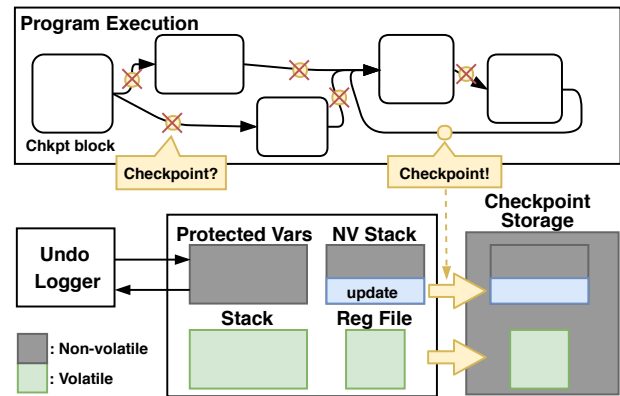 Program Execution
Chkpt block
Checkpoint?
Checkpoint!
Checkpoint
Storage
Protected Vars
NV Stack
Undo
Logger
update
Stack
Reg File
: Non-volatile
: Volatile